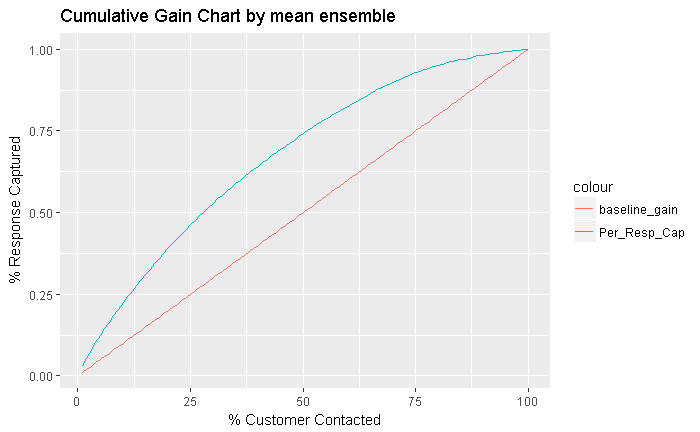 Cumulative Gain Chart by mean ensemble
1.00
0.75
0.50
0.25
0.00
% Response Captured
0
25
50
75
100
% Customer Contacted
colour
baseline_gain
Per_Resp_Cap